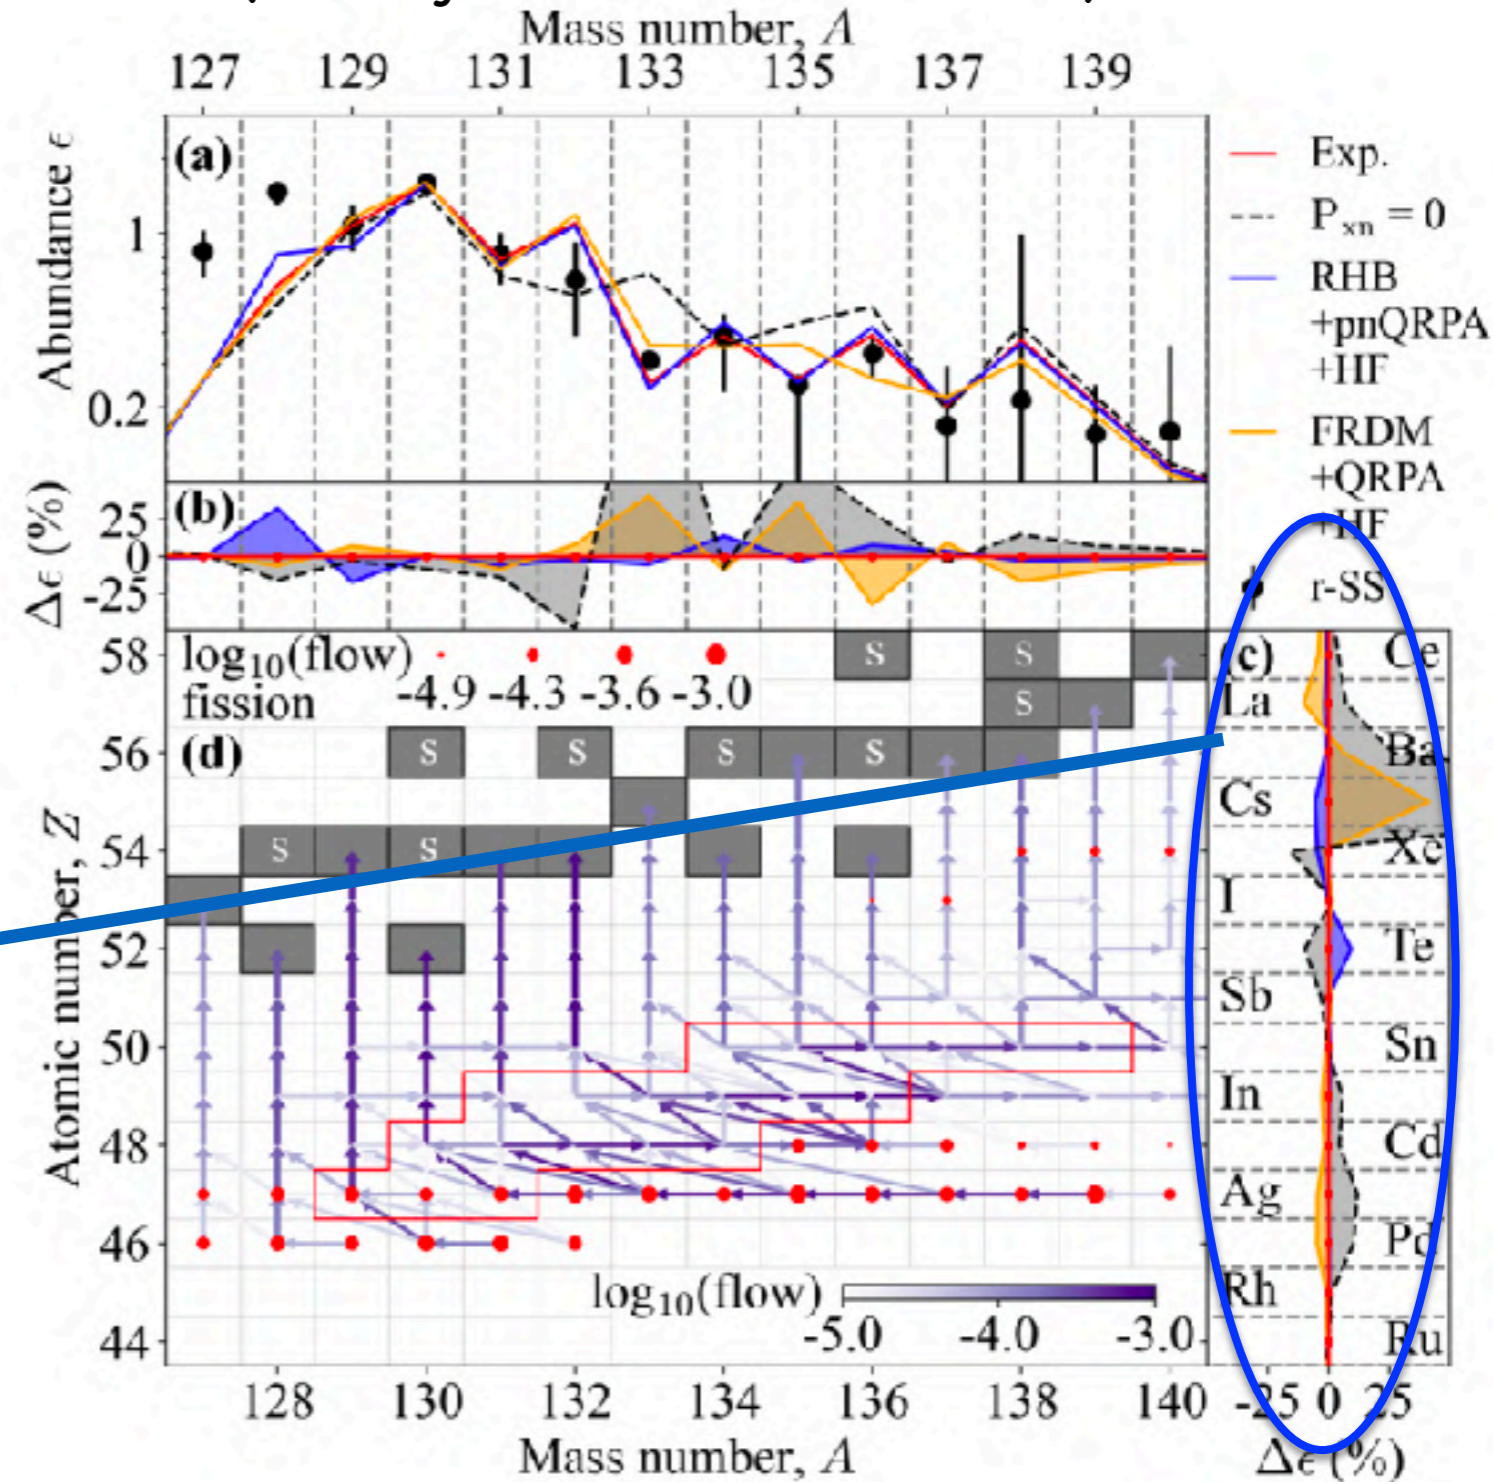 Mass number, A
127 129 131 133 135 137 139
(a)
Abundance ϵ
1
0.2
Exp.
Pxn = 0
RHB
+pnQRPA
+HF
FRDM
+QRPA
+HF
r-SS
(b)
Δϵ (%)
25
0
-25
log10(flow)
fission
-4.9 -4.3 -3.6 -3.0
(d)
Atomic number, Z
58
56
54
52
50
48
46
44
S S
S
S S S S
S S
(c) Ce
La
Ba
Cs
Xe
I
Te
Sb
Sn
In
Cd
Ag
Pd
Rh
Ru
log10(flow)
-5.0 -4.0 -3.0
128 130 132 134 136 138 140
Mass number, A
-25 0 25
Δϵ (%)